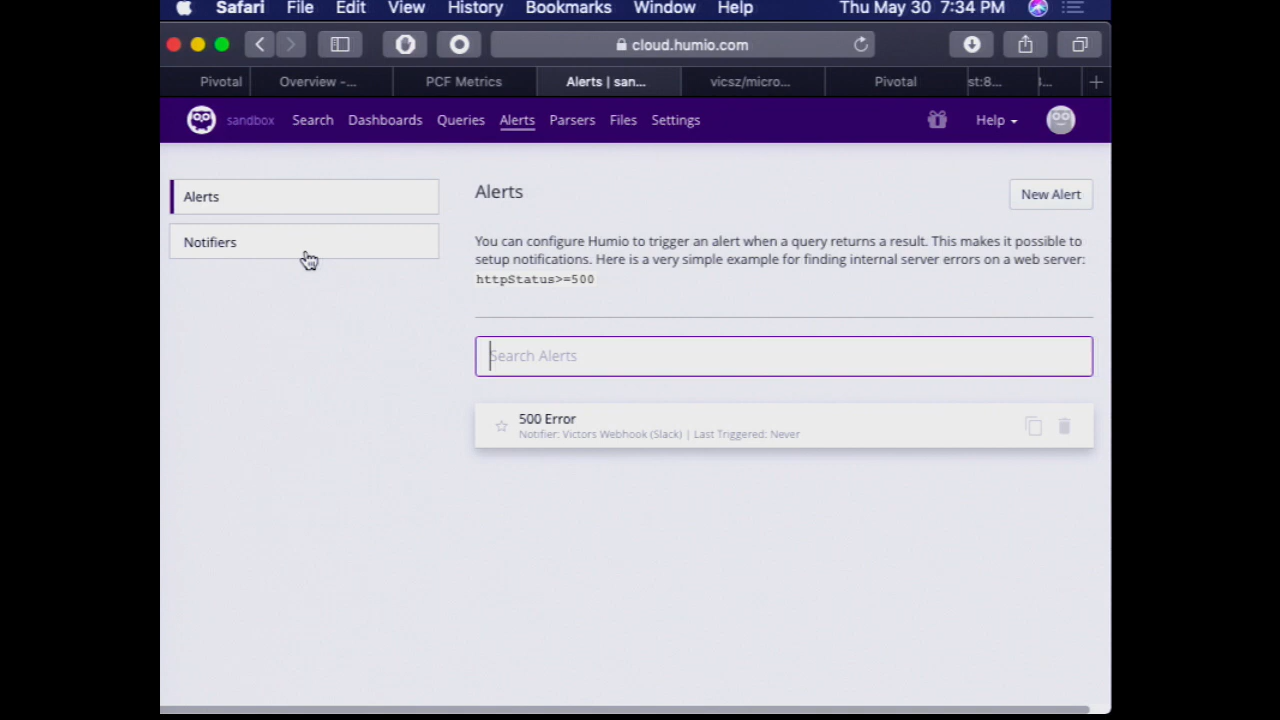 Safari File Edit View History Bookmarks Window Help Thu May 30 7:34 PM
cloud.humio.com
Pivotal Overview -... PCF Metrics Alerts | san... vicsz/micro... Pivotal st:8...
sandbox Search Dashboards Queries Alerts Parsers Files Settings Help
Alerts
Notifiers
Alerts
New Alert
You can configure Humio to trigger an alert when a query returns a result. This makes it possible to
setup notifications. Here is a very simple example for finding internal server errors on a web server:
httpStatus>=500
Search Alerts
500 Error
Notifier: Victors Webhook (Slack) | Last Triggered: Never